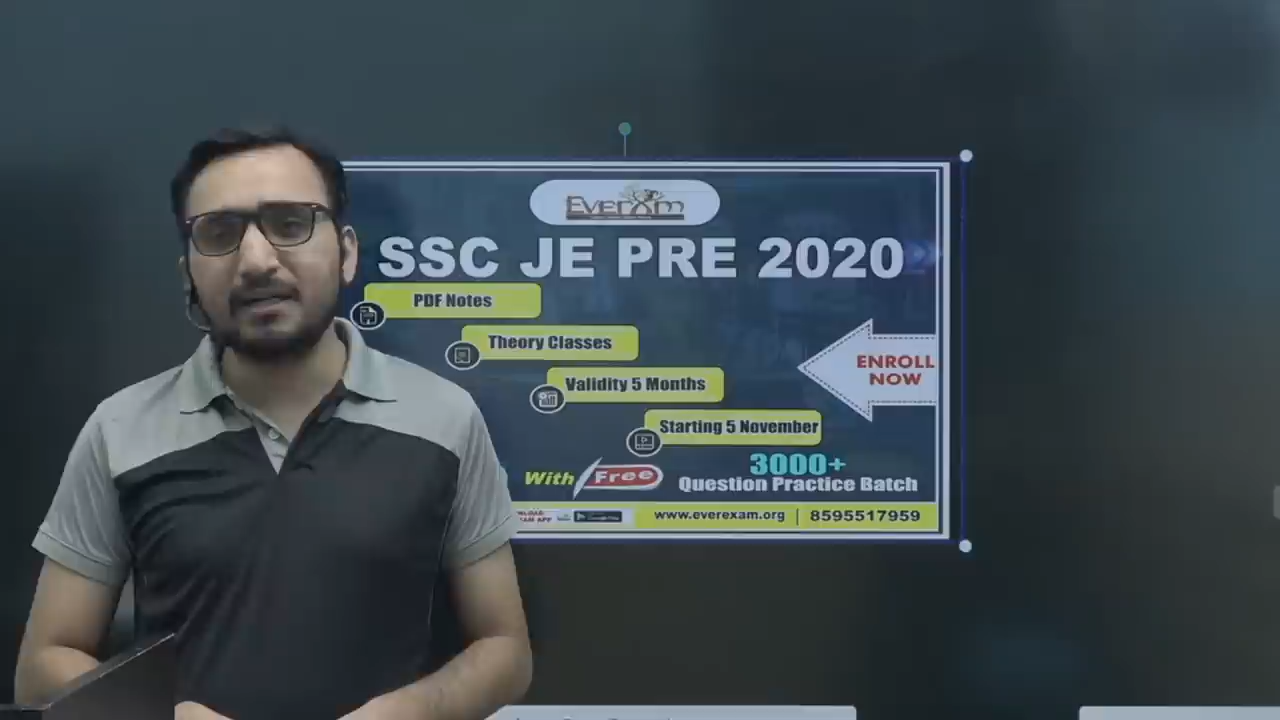 Everexam
SSC JE PRE 2020
PDF Notes
Theory Classes
Validity 5 Months
Starting 5 November
ENROLL
NOW
With Free
3000+
Question Practice Batch
www.everexam.org | 8595517959